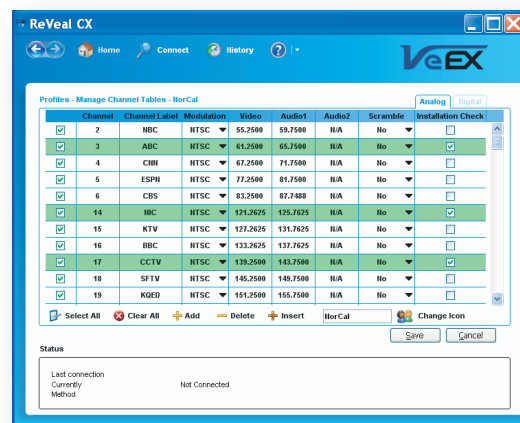 ReVeal CX
Home Connect History ? VeEX
Profiles - Manage Channel Tables - NorCal Analog Digital
Channel Channel Label Modulation Video Audio1 Audio2 Scramble Installation Check
2 NBC NTSC 55.2500 59.7500 N/A No
3 ABC NTSC 61.2500 65.7500 N/A No
4 CNN NTSC 67.2500 71.7500 N/A No
5 ESPN NTSC 77.2500 81.7500 N/A No
6 CBS NTSC 83.2500 87.7488 N/A No
14 NIC NTSC 121.2625 125.7625 N/A No
15 KTV NTSC 127.2625 131.7625 N/A No
16 BBC NTSC 133.2625 137.7625 N/A No
17 CCTV NTSC 139.2500 143.7500 N/A No
18 SFTV NTSC 145.2500 149.7500 N/A No
19 KQED NTSC 151.2500 155.7500 N/A No
Select All Clear All Add Delete Insert NorCal Change Icon
Save Cancel
Status
Last connection
Currently Not Connected
Method